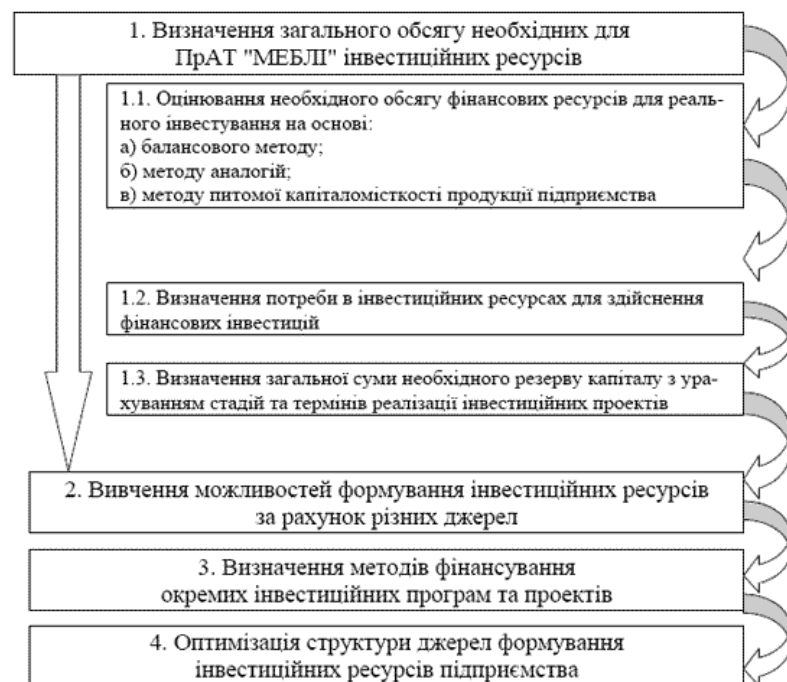 1. Визначення загального обсягу необхідних для
ПрАТ "МЕБЛІ" інвестиційних ресурсів
1.1. Оцінювання необхідного обсягу фінансових ресурсів для реаль-
ного інвестування на основі:
а) балансового методу;
б) методу аналогій;
в) методу питомої капіталомісткості продукції підприємства
1.2. Визначення потреби в інвестиційних ресурсах для здійснення
фінансових інвестицій
1.3. Визначення загальної суми необхідного резерву капіталу з ура-
хуванням стадій та термінів реалізації інвестиційних проектів
2. Вивчення можливостей формування інвестиційних ресурсів
за рахунок різних джерел
3. Визначення методів фінансування
окремих інвестиційних програм та проектів
4. Оптимізація структури джерел формування
інвестиційних ресурсів підприємства